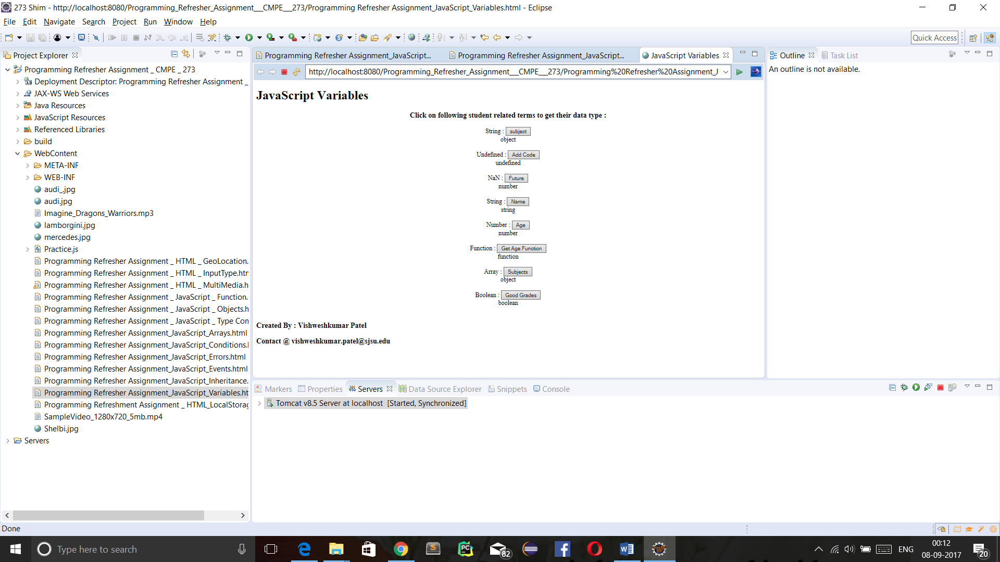 273 Shim - http://localhost:8080/Programming_Refresher_Assignment___CMPE___273/Programming Refresher Assignment_JavaScript_Variables.html - Eclipse
File Edit Navigate Search Project Run Window Help
Quick Access
Project Explorer
Programming Refresher Assignment _ CMPE _ 273
Deployment Descriptor: Programming Refresher Assignment _
JAX-WS Web Services
Java Resources
JavaScript Resources
Referenced Libraries
build
WebContent
META-INF
WEB-INF
audi_.jpg
audi.jpg
Imagine_Dragons_Warriors.mp3
lamborgini.jpg
mercedes.jpg
Practice.js
Programming Refresher Assignment _ HTML _ GeoLocation.
Programming Refresher Assignment _ HTML _ InputType.htm
Programming Refresher Assignment _ HTML _ MultiMedia.h
Programming Refresher Assignment _ JavaScript _ Function.
Programming Refresher Assignment _ JavaScript _ Objects.h
Programming Refresher Assignment _ JavaScript _ Type Con
Programming Refresher Assignment_JavaScript_Arrays.html
Programming Refresher Assignment_JavaScript_Conditions.
Programming Refresher Assignment_JavaScript_Errors.html
Programming Refresher Assignment_JavaScript_Events.html
Programming Refresher Assignment_JavaScript_Inheritance.
Programming Refresher Assignment_JavaScript_Variables.ht
Programming Refreshment Assignment _ HTML_LocalStorag
SampleVideo_1280x720_5mb.mp4
Shelbi.jpg
Servers
Programming Refresher Assignment_JavaScript... Programming Refresher Assignment_JavaScript... JavaScript Variables
http://localhost:8080/Programming_Refresher_Assignment___CMPE___273/Programming%20Refresher%20Assignment_J
JavaScript Variables
Click on following student related terms to get their data type :
String : subject
object
Undefined : Add Code
undefined
NaN : Future
number
String : Name
string
Number : Age
number
Function : Get Age Function
function
Array : Subjects
object
Boolean : Good Grades
boolean
Created By : Vishweshkumar Patel
Contact @ vishweshkumar.patel@sjsu.edu
Outline Task List
An outline is not available.
Markers Properties Servers Data Source Explorer Snippets Console
Tomcat v8.5 Server at localhost [Started, Synchronized]
Done
Type here to search
PC
82
ENG
00:12
08-09-2017
20